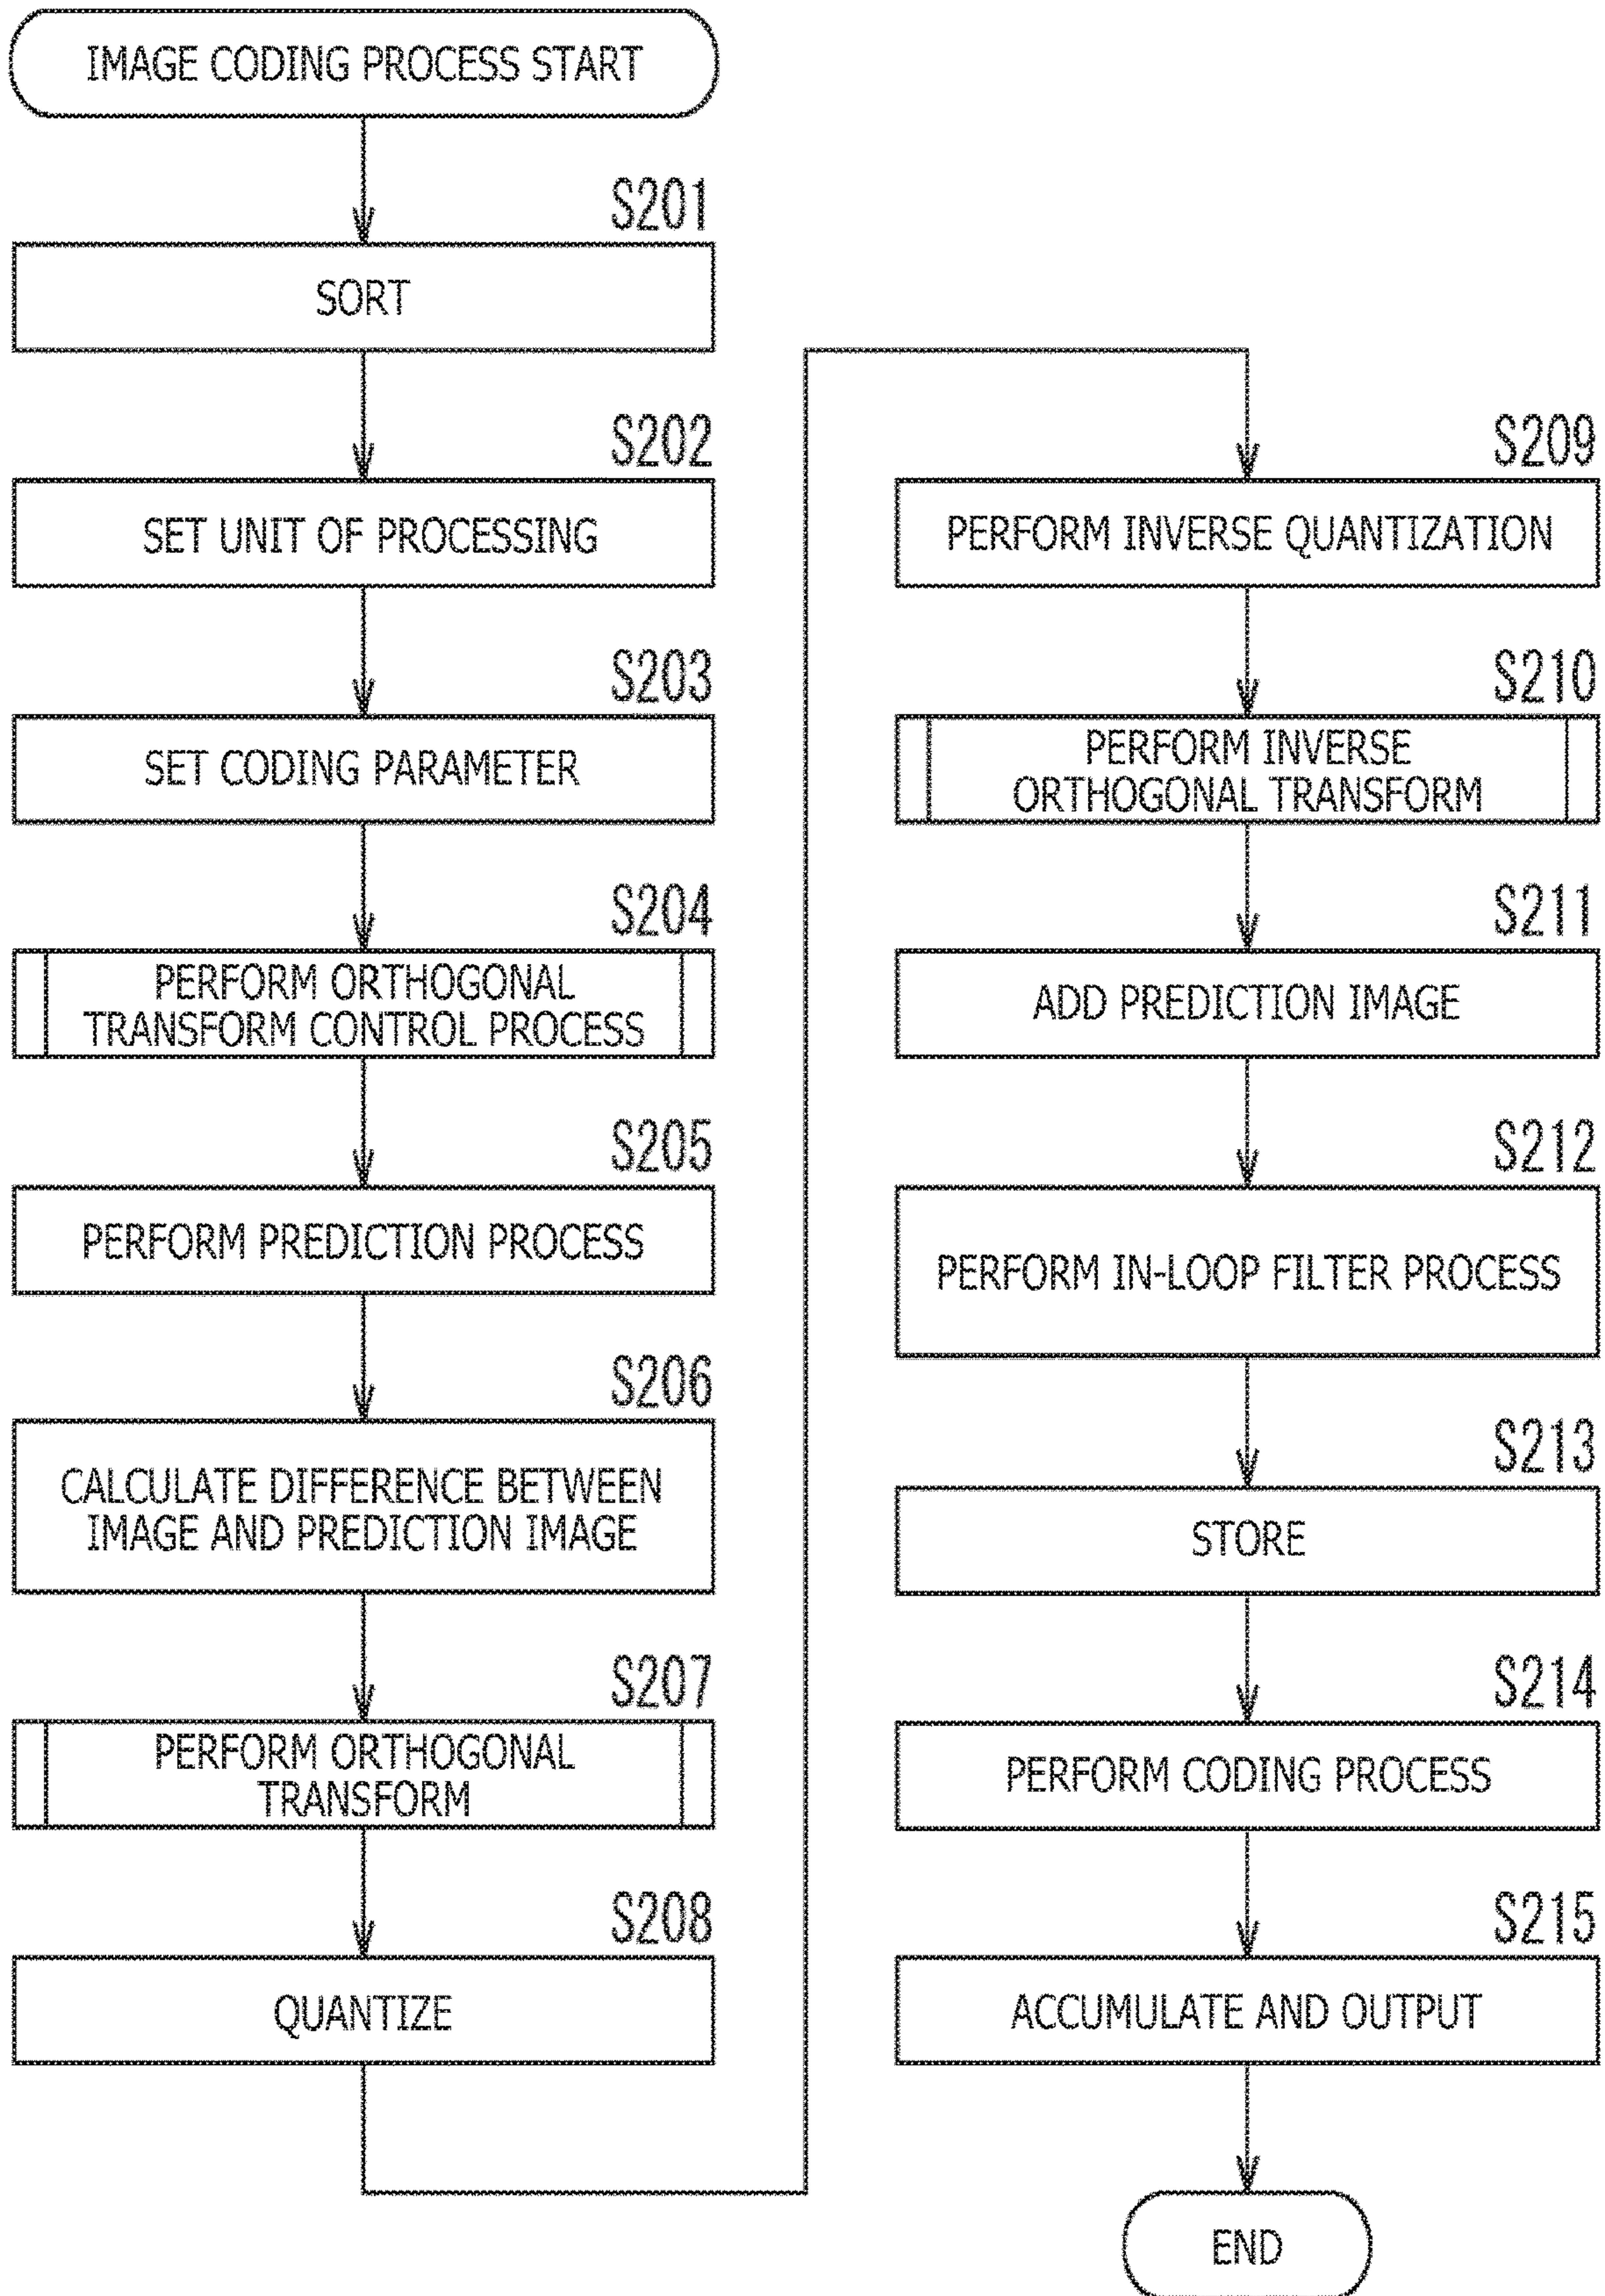 IMAGE CODING PROCESS START
S201
SORT
S202
SET UNIT OF PROCESSING
S203
SET CODING PARAMETER
S204
PERFORM ORTHOGONAL
TRANSFORM CONTROL PROCESS
S205
PERFORM PREDICTION PROCESS
S206
CALCULATE DIFFERENCE BETWEEN
IMAGE AND PREDICTION IMAGE
S207
PERFORM ORTHOGONAL
TRANSFORM
S208
QUANTIZE
S209
PERFORM INVERSE QUANTIZATION
S210
PERFORM INVERSE
ORTHOGONAL TRANSFORM
S211
ADD PREDICTION IMAGE
S212
PERFORM IN-LOOP FILTER PROCESS
S213
STORE
S214
PERFORM CODING PROCESS
S215
ACCUMULATE AND OUTPUT
END